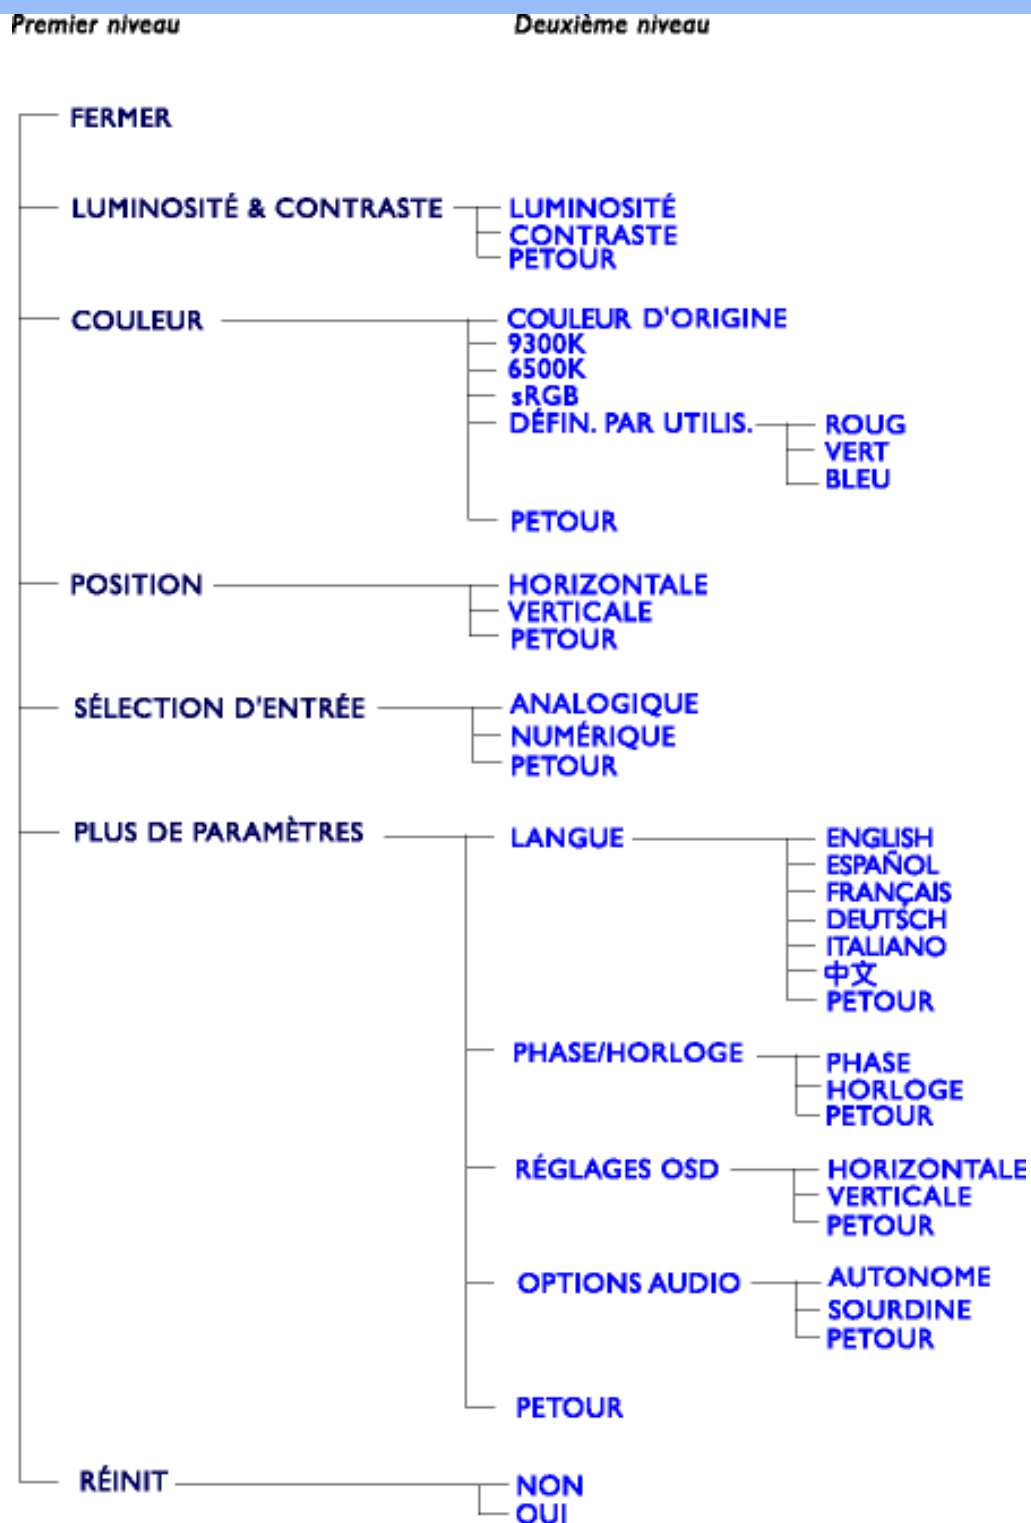 Premier niveau
Deuxième niveau
FERMER
LUMINOSITÉ & CONTRASTE
LUMINOSITÉ
CONTRASTE
PETOUR
COULEUR
COULEUR D'ORIGINE
9300K
6500K
sRGB
DÉFIN. PAR UTILIS.
ROUG
VERT
BLEU
PETOUR
POSITION
HORIZONTALE
VERTICALE
PETOUR
SÉLECTION D'ENTRÉE
ANALOGIQUE
NUMÉRIQUE
PETOUR
PLUS DE PARAMÈTRES
LANGUE
ENGLISH
ESPAÑOL
FRANÇAIS
DEUTSCH
ITALIANO
中文
PETOUR
PHASE/HORLOGE
PHASE
HORLOGE
PETOUR
RÉGLAGES OSD
HORIZONTALE
VERTICALE
PETOUR
OPTIONS AUDIO
AUTONOME
SOURDINE
PETOUR
PETOUR
RÉINIT
NON
OUI